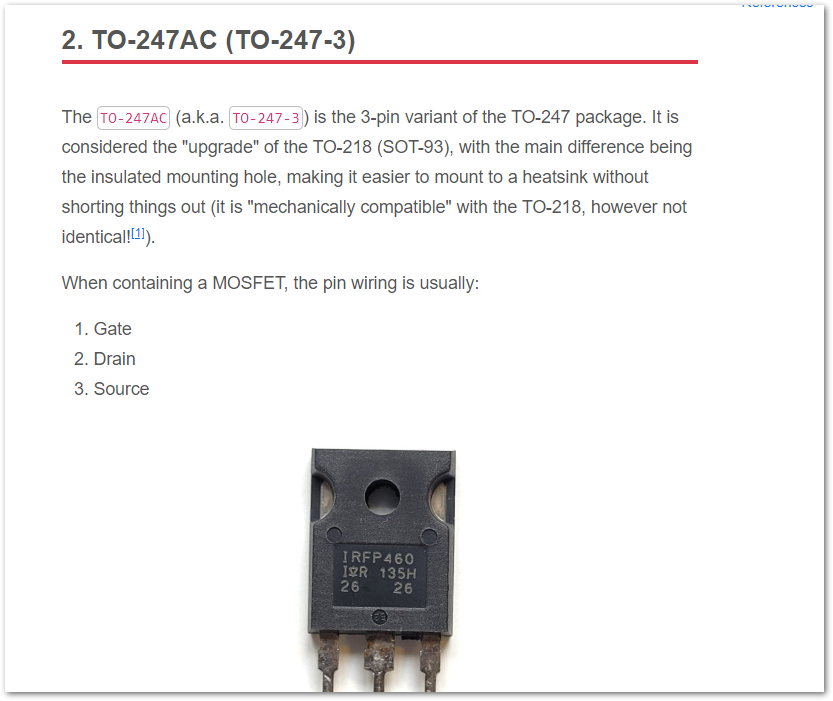 References
2. TO-247AC (TO-247-3)
The TO-247AC (a.k.a. TO-247-3) is the 3-pin variant of the TO-247 package. It is
considered the "upgrade" of the TO-218 (SOT-93), with the main difference being
the insulated mounting hole, making it easier to mount to a heatsink without
shorting things out (it is "mechanically compatible" with the TO-218, however not
identical![1]).
When containing a MOSFET, the pin wiring is usually:
1. Gate
2. Drain
3. Source
IRFP460
IR 135H
26 26